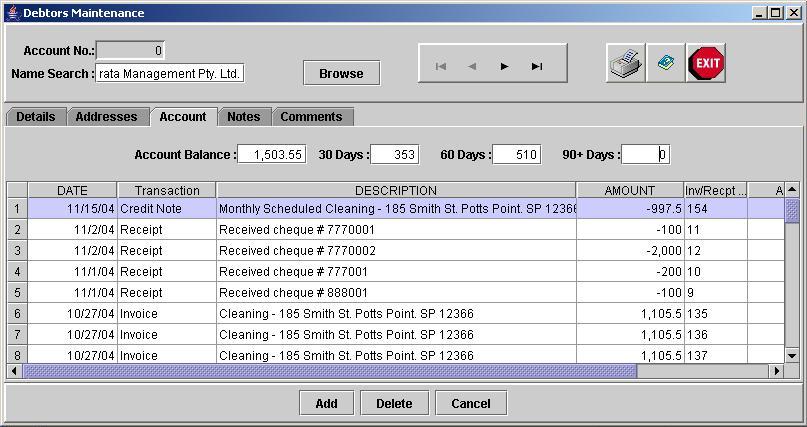 Debtors Maintenance
Account No.: 0
Name Search : rata Management Pty. Ltd. Browse EXIT
Details Addresses Account Notes Comments
Account Balance : 1,503.55 30 Days : 353 60 Days : 510 90+ Days : 0
DATE Transaction DESCRIPTION AMOUNT Inv/Recpt ... A
1 11/15/04 Credit Note Monthly Scheduled Cleaning - 185 Smith St. Potts Point. SP 12366 -997.5 154
2 11/2/04 Receipt Received cheque # 7770001 -100 11
3 11/2/04 Receipt Received cheque # 7770002 -2,000 12
4 11/1/04 Receipt Received cheque # 777001 -200 10
5 11/1/04 Receipt Received cheque # 888001 -100 9
6 10/27/04 Invoice Cleaning - 185 Smith St. Potts Point. SP 12366 1,105.5 135
7 10/27/04 Invoice Cleaning - 185 Smith St. Potts Point. SP 12366 1,105.5 136
8 10/27/04 Invoice Cleaning - 185 Smith St. Potts Point. SP 12366 1,105.5 137
Add Delete Cancel